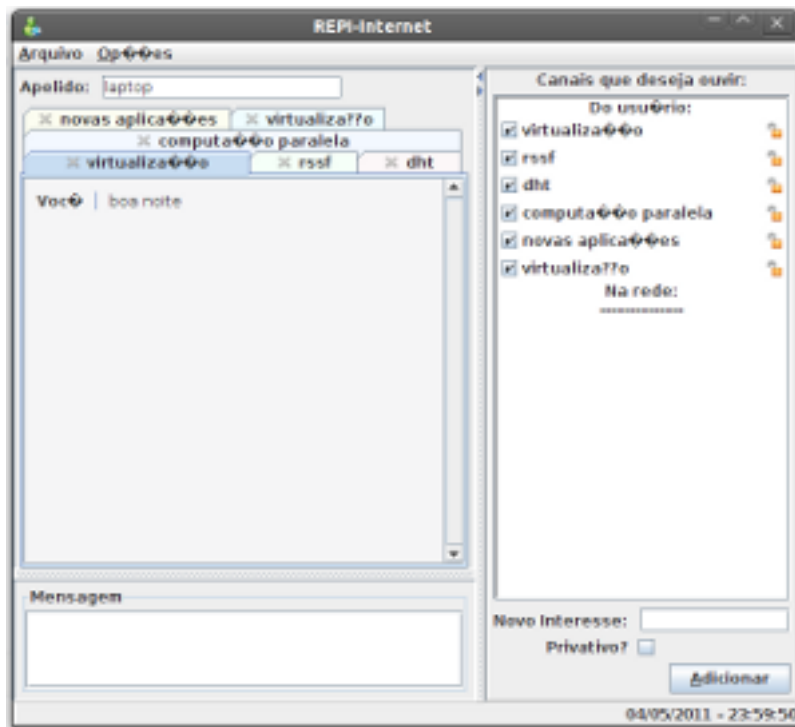 REPI-Internet
Arquivo Op��es
Apelido: laptop
novas aplica��es virtualiza??o
computa��o paralela
virtualiza��o rssf dht
Voc� boa noite
Mensagem
Canais que deseja ouvir:
Do usu�rio:
virtualiza��o
rssf
dht
computa��o paralela
novas aplica��es
virtualiza??o
Na rede:
---------------
Novo Interesse:
Privativo?
Adicionar
04/05/2011 - 23:59:50